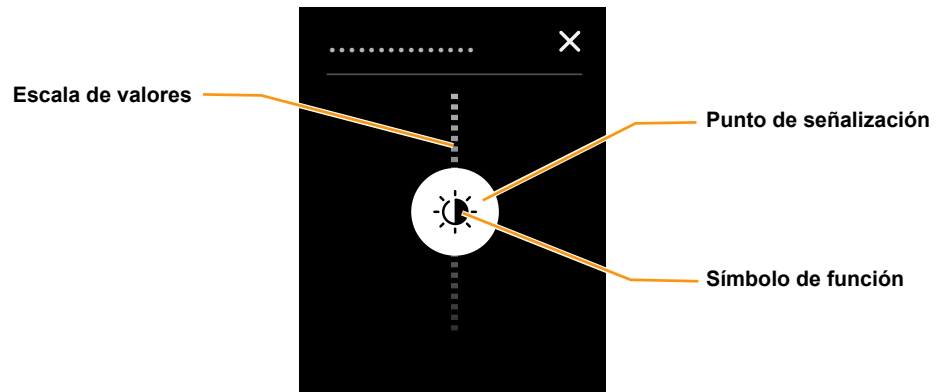 Escala de valores
Punto de señalización
Símbolo de función